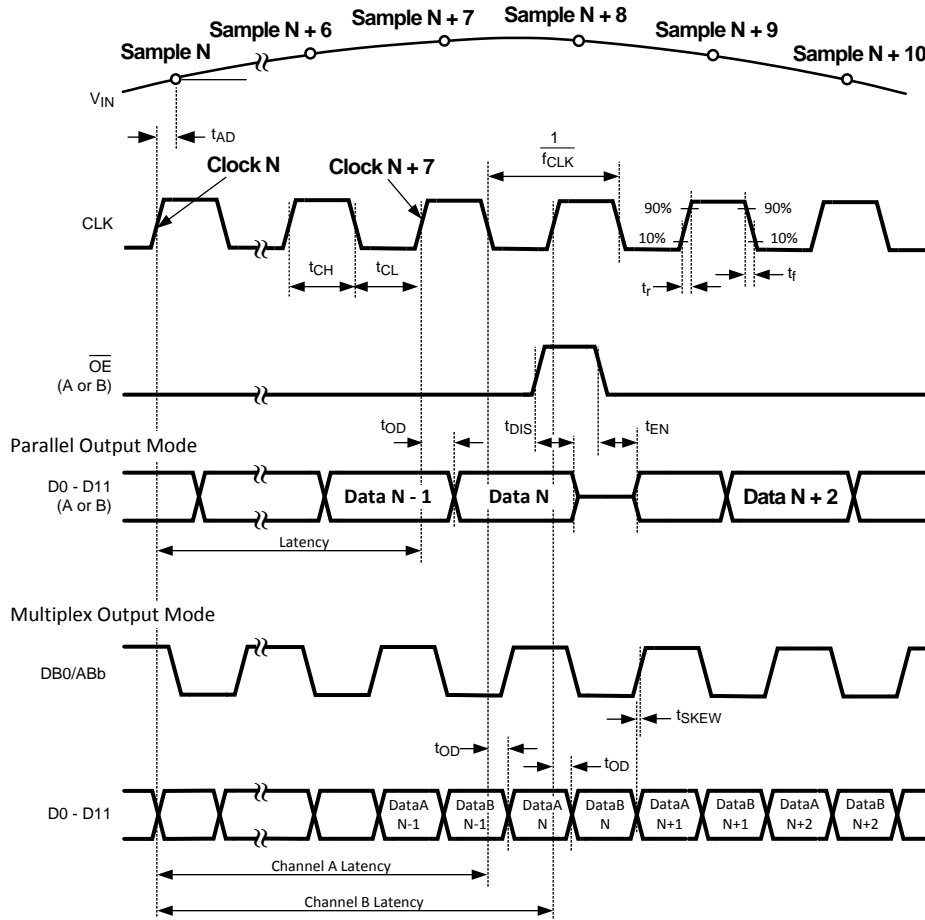 Sample N
Sample N + 6
Sample N + 7
Sample N + 8
Sample N + 9
Sample N + 10
VIN
tAD
Clock N
Clock N + 7
1
fCLK
CLK
90%
90%
10%
10%
tCH
tCL
tr
tf
OE
(A or B)
tOD
tDIS
tEN
Parallel Output Mode
D0 - D11
(A or B)
Data N - 1
Data N
Data N + 2
Latency
Multiplex Output Mode
DB0/ABb
tSKEW
tOD
tOD
D0 - D11
DataA
N-1
DataB
N-1
DataA
N
DataB
N
DataA
N+1
DataB
N+1
DataA
N+2
DataB
N+2
Channel A Latency
Channel B Latency